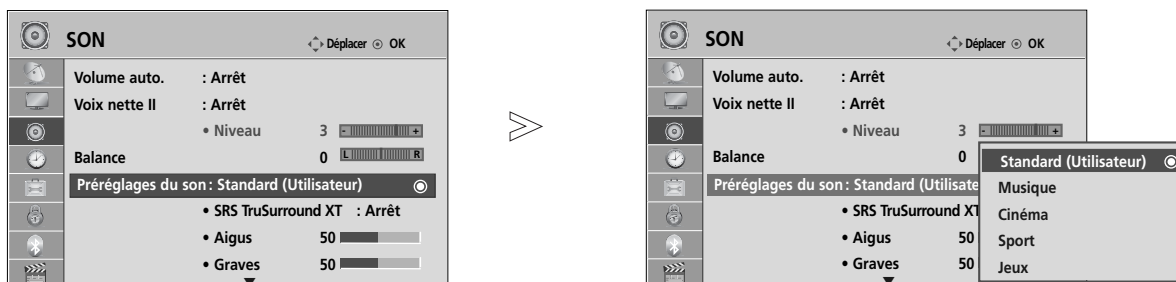 SON
Déplacer OK
Volume auto. : Arrêt
Voix nette II : Arrêt
• Niveau 3 - +
Balance 0 L R
Préréglages du son : Standard (Utilisateur)
• SRS TruSurround XT : Arrêt
• Aigus 50
• Graves 50
SON
Déplacer OK
Volume auto. : Arrêt
Voix nette II : Arrêt
• Niveau 3 - +
Balance 0
Préréglages du son : Standard (Utilisate
• SRS TruSurround XT
• Aigus 50
• Graves 50
Standard (Utilisateur)
Musique
Cinéma
Sport
Jeux